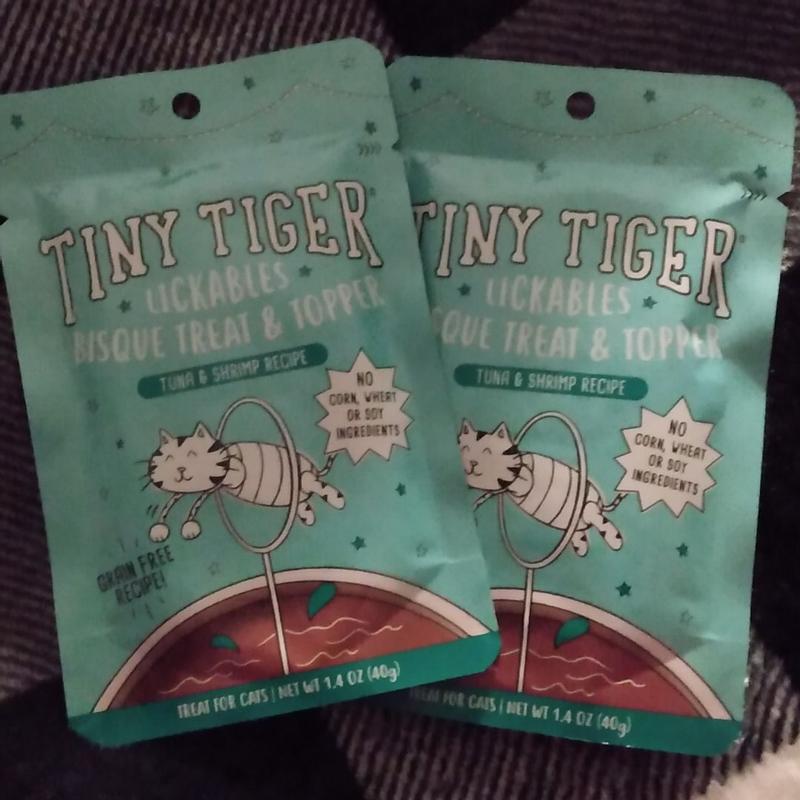 TINY TIGER
LICKABLES
BISQUE TREAT & TOPPER
TUNA & SHRIMP RECIPE
NO
CORN, WHEAT
OR SOY
INGREDIENTS
GRAIN FREE
RECIPE!
TREAT FOR CATS | NET WT 1.4 OZ (40g)
TINY TIGER
LICKABLES
QUE TREAT & TOPPER
TUNA & SHRIMP RECIPE
NO
CORN, WHEAT
OR SOY
INGREDIENTS
TREAT FOR CATS | NET WT 1.4 OZ (40g)